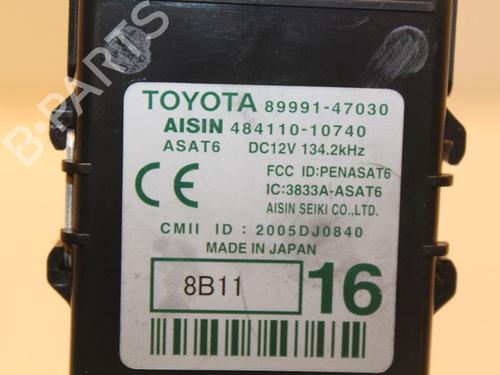 B-PARTS
TOYOTA 89991-47030
AISIN 484110-10740
ASAT6 DC12V 134.2kHz
FCC ID:PENASAT6
IC:3833A-ASAT6
AISIN SEIKI CO.,LTD.
CE
CMII ID : 2005DJ0840
MADE IN JAPAN
8B11 16